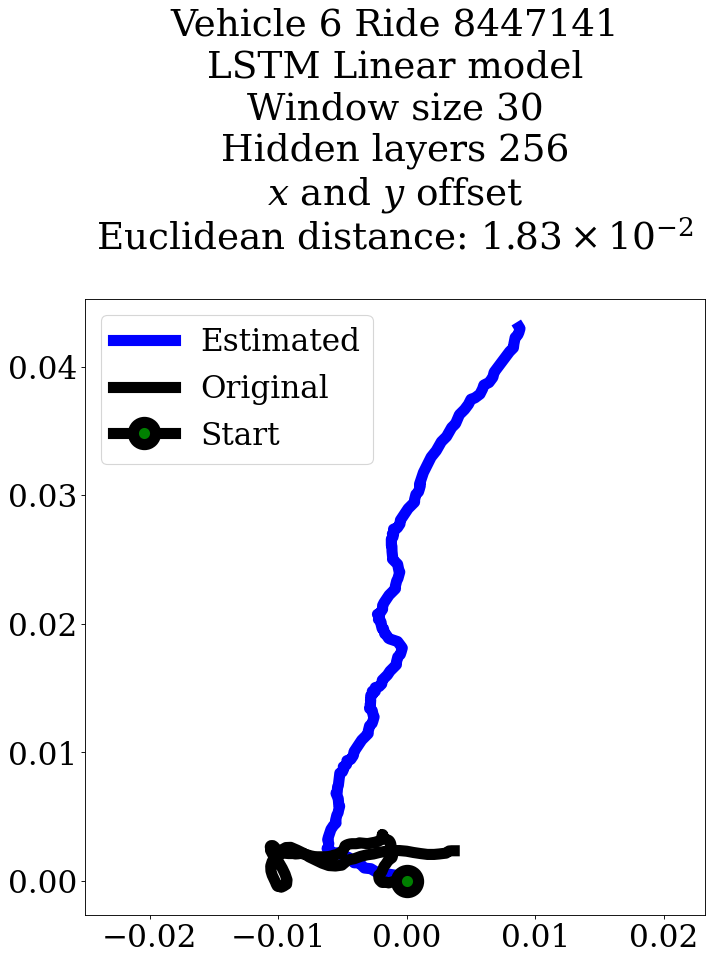 Vehicle 6 Ride 8447141
LSTM Linear model
Window size 30
Hidden layers 256
x and y offset
Euclidean distance: 1.83 × 10⁻²
Estimated
Original
Start
0.04
0.03
0.02
0.01
0.00
−0.02 −0.01 0.00 0.01 0.02